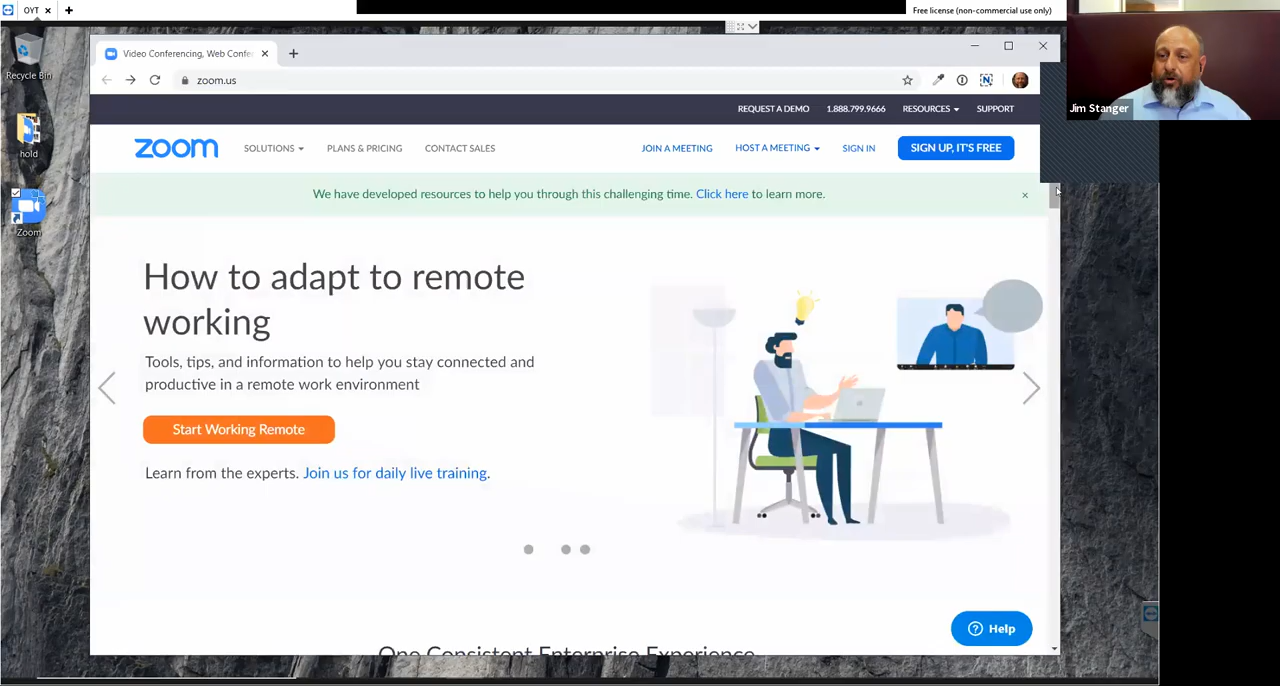 OYT
Free license (non-commercial use only)
Recycle Bin
Video Conferencing, Web Confe
zoom.us
Jim Stanger
REQUEST A DEMO 1.888.799.9666 RESOURCES SUPPORT
hold
zoom SOLUTIONS PLANS & PRICING CONTACT SALES JOIN A MEETING HOST A MEETING SIGN IN SIGN UP, IT'S FREE
We have developed resources to help you through this challenging time. Click here to learn more.
Zoom
How to adapt to remote
working
Tools, tips, and information to help you stay connected and
productive in a remote work environment
Start Working Remote
Learn from the experts. Join us for daily live training.
Help
One Consistent Enterprise Experience